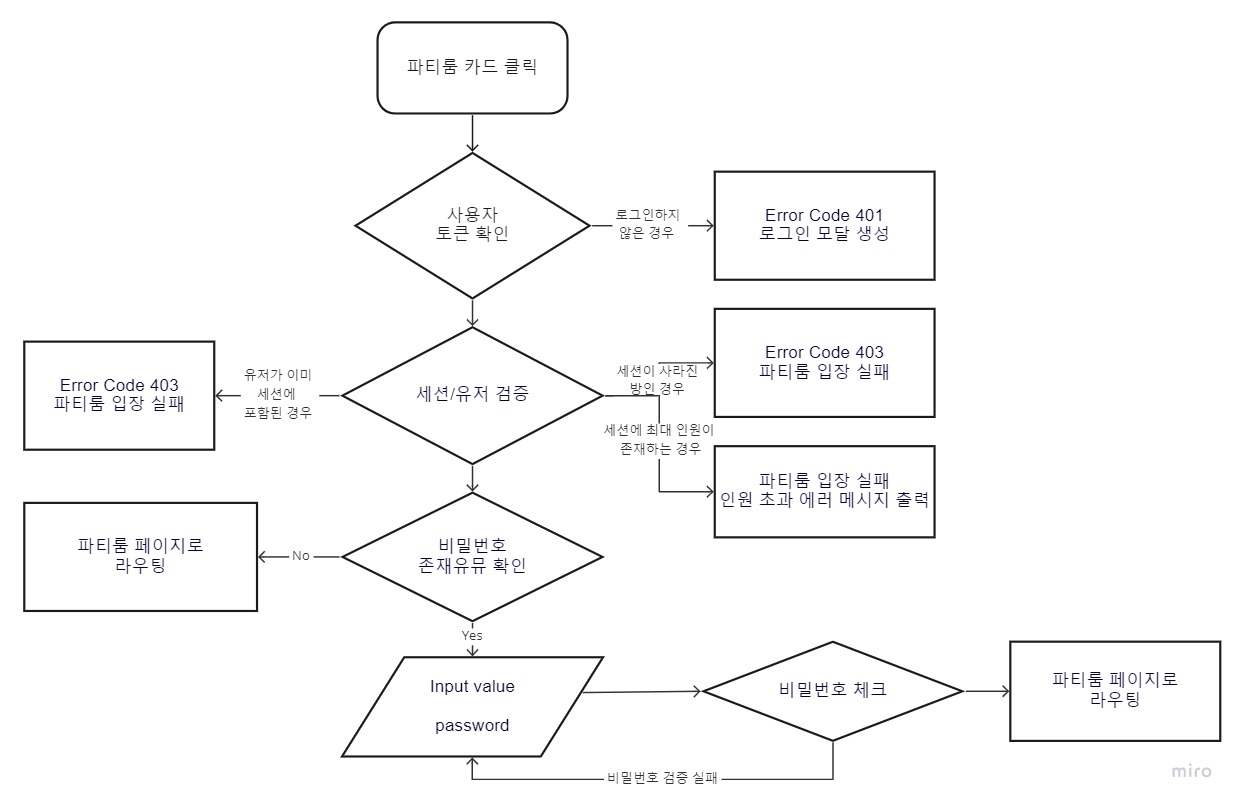 파티룸 카드 클릭
사용자
토큰 확인
로그인하지
않은 경우
Error Code 401
로그인 모달 생성
Error Code 403
파티룸 입장 실패
유저가 이미
세션에
포함된 경우
세션/유저 검증
세션이 사라진
방인 경우
Error Code 403
파티룸 입장 실패
세션에 최대 인원이
존재하는 경우
파티룸 입장 실패
인원 초과 에러 메시지 출력
파티룸 페이지로
라우팅
No
비밀번호
존재유뮤 확인
Yes
Input value
password
비밀번호 체크
파티룸 페이지로
라우팅
비밀번호 검증 실패
miro